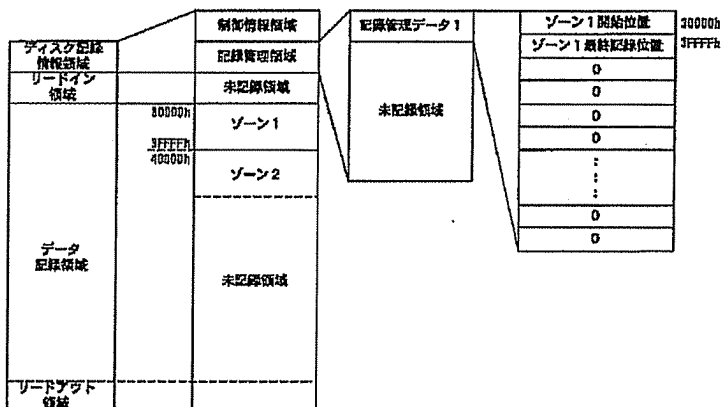 ディスク記録
情報領域
リードイン
領域
データ
記録領域
リードアウト
領域
制御情報領域
記録管理領域
未記録領域
30000h
ゾーン1
3FFFFh
40000h
ゾーン2
未記録領域
記録管理データ1
未記録領域
ゾーン1開始位置
30000h
ゾーン1最終記録位置
3FFFFh
0
0
0
0
:
:
:
0
0